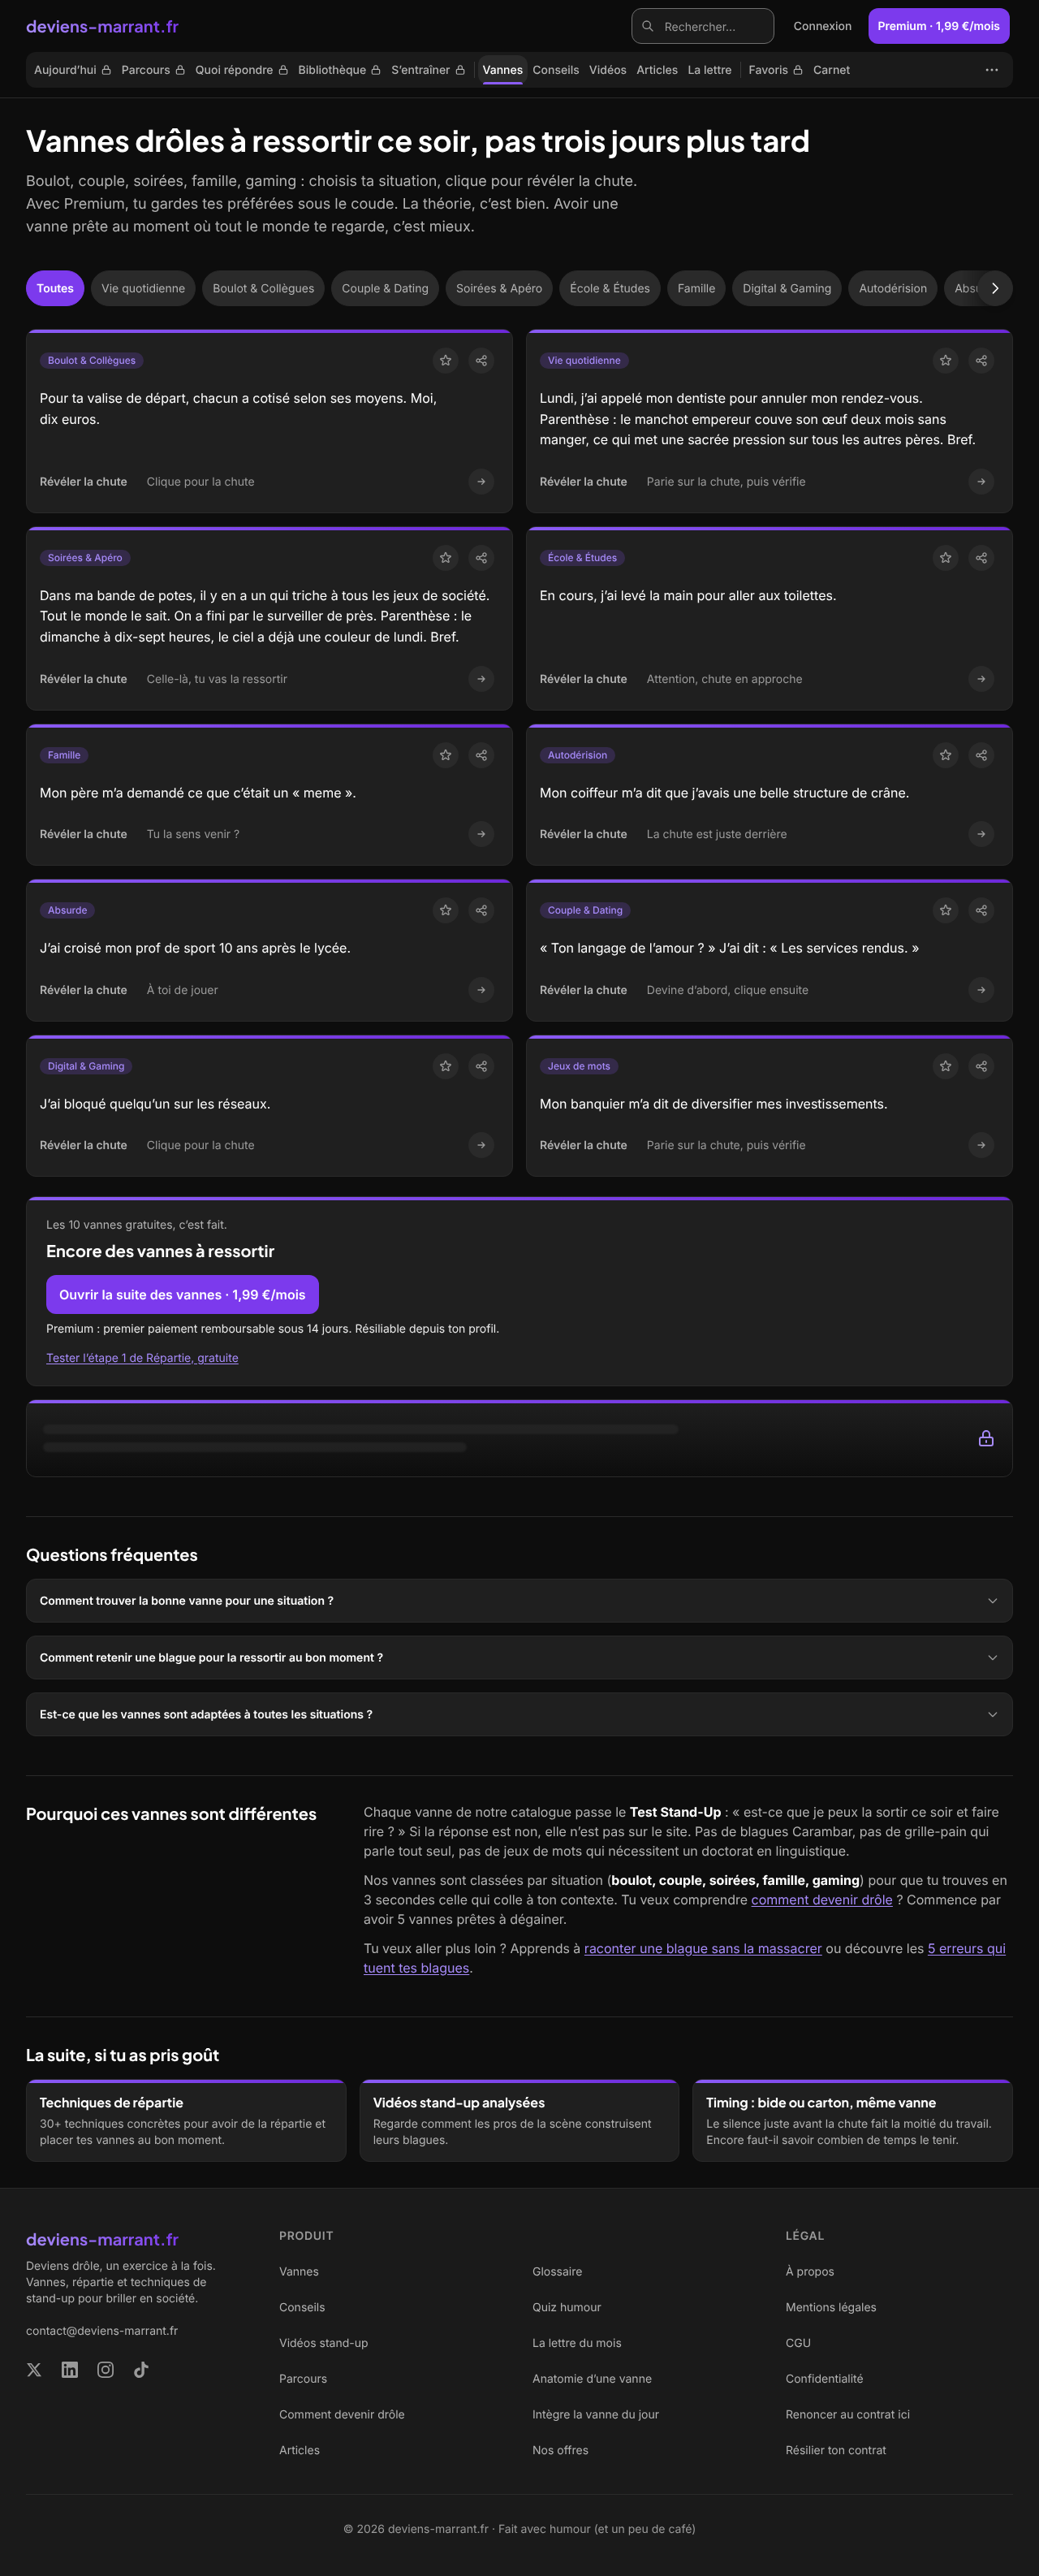 deviens-marrant.fr
Rechercher...
Connexion
Premium · 1,99 €/mois
Aujourd’hui
Parcours
Quoi répondre
Bibliothèque
S’entraîner
Vannes
Conseils
Vidéos
Articles
La lettre
Favoris
Carnet
Vannes drôles à ressortir ce soir, pas trois jours plus tard
Boulot, couple, soirées, famille, gaming : choisis ta situation, clique pour révéler la chute.
Avec Premium, tu gardes tes préférées sous le coude. La théorie, c’est bien. Avoir une
vanne prête au moment où tout le monde te regarde, c’est mieux.
Toutes
Vie quotidienne
Boulot & Collègues
Couple & Dating
Soirées & Apéro
École & Études
Famille
Digital & Gaming
Autodérision
Boulot & Collègues
Pour ta valise de départ, chacun a cotisé selon ses moyens. Moi,
dix euros.
Révéler la chute
Clique pour la chute
Vie quotidienne
Lundi, j’ai appelé mon dentiste pour annuler mon rendez-vous.
Parenthèse : le manchot empereur couve son œuf deux mois sans
manger, ce qui met une sacrée pression sur tous les autres pères. Bref.
Révéler la chute
Parie sur la chute, puis vérifie
Soirées & Apéro
Dans ma bande de potes, il y en a un qui triche à tous les jeux de société.
Tout le monde le sait. On a fini par le surveiller de près. Parenthèse : le
dimanche à dix-sept heures, le ciel a déjà une couleur de lundi. Bref.
Révéler la chute
Celle-là, tu vas la ressortir
École & Études
En cours, j’ai levé la main pour aller aux toilettes.
Révéler la chute
Attention, chute en approche
Famille
Mon père m’a demandé ce que c’était un « meme ».
Révéler la chute
Tu la sens venir ?
Autodérision
Mon coiffeur m’a dit que j’avais une belle structure de crâne.
Révéler la chute
La chute est juste derrière
Absurde
J’ai croisé mon prof de sport 10 ans après le lycée.
Révéler la chute
À toi de jouer
Couple & Dating
« Ton langage de l’amour ? » J’ai dit : « Les services rendus. »
Révéler la chute
Devine d’abord, clique ensuite
Digital & Gaming
J’ai bloqué quelqu’un sur les réseaux.
Révéler la chute
Clique pour la chute
Jeux de mots
Mon banquier m’a dit de diversifier mes investissements.
Révéler la chute
Parie sur la chute, puis vérifie
Les 10 vannes gratuites, c’est fait.
Encore des vannes à ressortir
Ouvrir la suite des vannes · 1,99 €/mois
Premium : premier paiement remboursable sous 14 jours. Résiliable depuis ton profil.
Tester l’étape 1 de Répartie, gratuite
Questions fréquentes
Comment trouver la bonne vanne pour une situation ?
Comment retenir une blague pour la ressortir au bon moment ?
Est-ce que les vannes sont adaptées à toutes les situations ?
Pourquoi ces vannes sont différentes
Chaque vanne de notre catalogue passe le Test Stand-Up : « est-ce que je peux la sortir ce soir et faire
rire ? » Si la réponse est non, elle n’est pas sur le site. Pas de blagues Carambar, pas de grille-pain qui
parle tout seul, pas de jeux de mots qui nécessitent un doctorat en linguistique.
Nos vannes sont classées par situation (boulot, couple, soirées, famille, gaming) pour que tu trouves en
3 secondes celle qui colle à ton contexte. Tu veux comprendre comment devenir drôle ? Commence par
avoir 5 vannes prêtes à dégainer.
Tu veux aller plus loin ? Apprends à raconter une blague sans la massacrer ou découvre les 5 erreurs qui
tuent tes blagues.
La suite, si tu as pris goût
Techniques de répartie
30+ techniques concrètes pour avoir de la répartie et
placer tes vannes au bon moment.
Vidéos stand-up analysées
Regarde comment les pros de la scène construisent
leurs blagues.
Timing : bide ou carton, même vanne
Le silence juste avant la chute fait la moitié du travail.
Encore faut-il savoir combien de temps le tenir.
deviens-marrant.fr
Deviens drôle, un exercice à la fois.
Vannes, répartie et techniques de
stand-up pour briller en société.
contact@deviens-marrant.fr
PRODUIT
Vannes
Conseils
Vidéos stand-up
Parcours
Comment devenir drôle
Articles
Glossaire
Quiz humour
La lettre du mois
Anatomie d’une vanne
Intègre la vanne du jour
Nos offres
LÉGAL
À propos
Mentions légales
CGU
Confidentialité
Renoncer au contrat ici
Résilier ton contrat
© 2026 deviens-marrant.fr · Fait avec humour (et un peu de café)